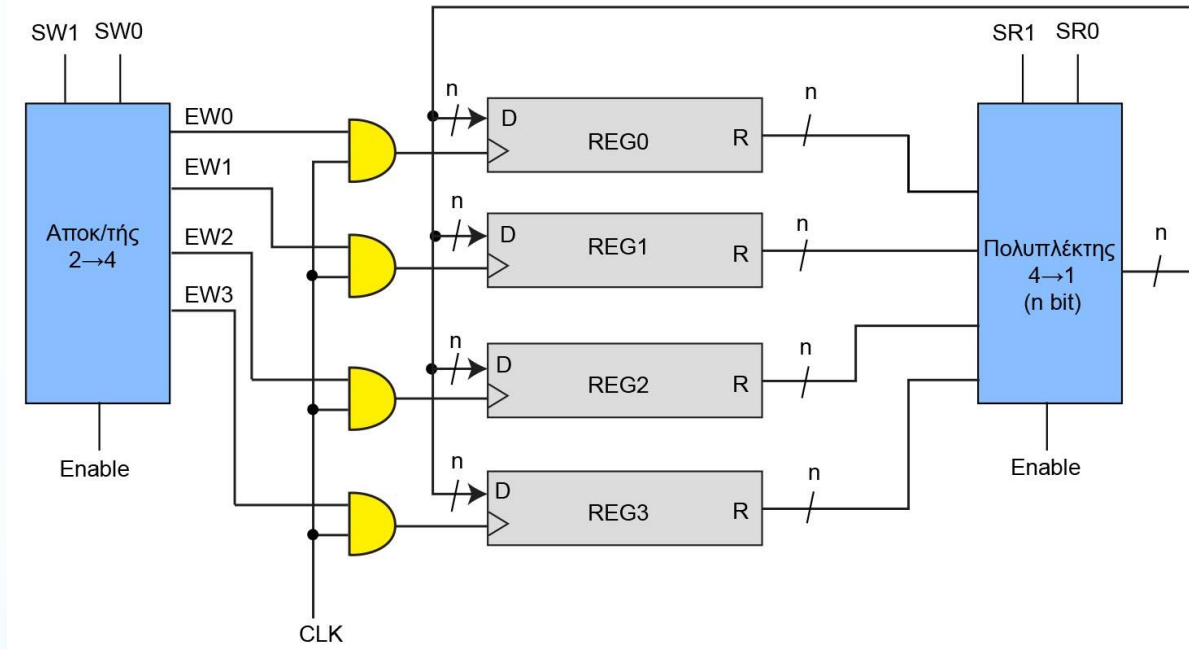 SW1 SW0
SR1 SR0
EW0
EW1
EW2
EW3
Αποκ/τής
2→4
Enable
CLK
n
D
REG0
R
n
n
D
REG1
R
n
n
D
REG2
R
n
n
D
REG3
R
n
Πολυπλέκτης
4→1
(n bit)
Enable
n